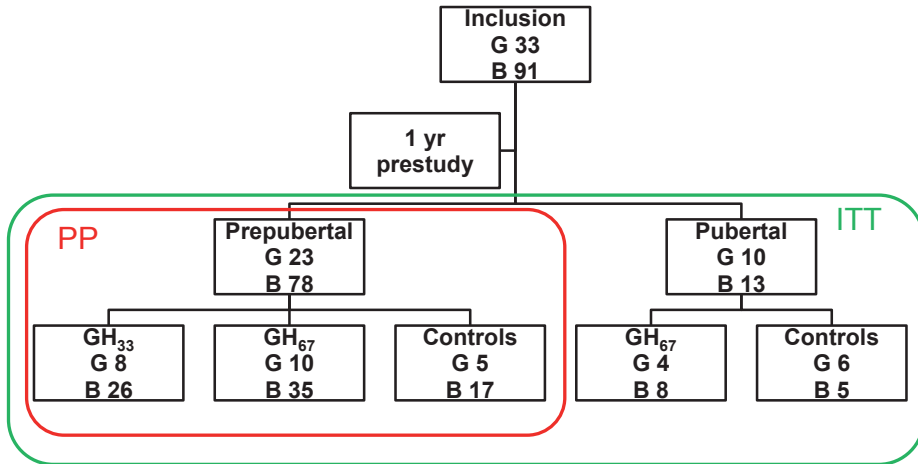 Inclusion
G 33
B 91
1 yr
prestudy
PP
ITT
Prepubertal
G 23
B 78
Pubertal
G 10
B 13
GH33
G 8
B 26
GH67
G 10
B 35
Controls
G 5
B 17
GH67
G 4
B 8
Controls
G 6
B 5